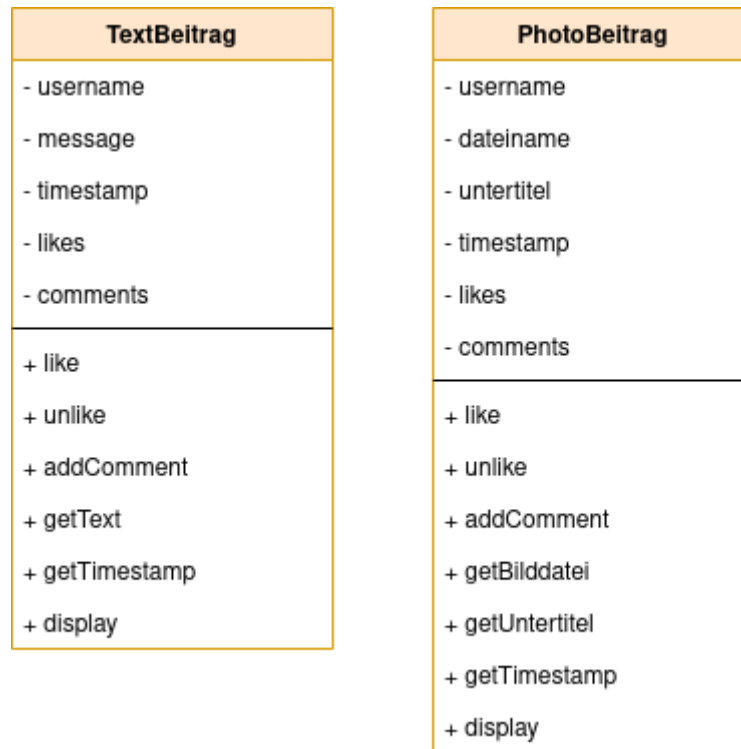 TextBeitrag
- username
- message
- timestamp
- likes
- comments
+ like
+ unlike
+ addComment
+ getText
+ getTimestamp
+ display
PhotoBeitrag
- username
- dateiname
- untertitel
- timestamp
- likes
- comments
+ like
+ unlike
+ addComment
+ getBilddatei
+ getUntertitel
+ getTimestamp
+ display